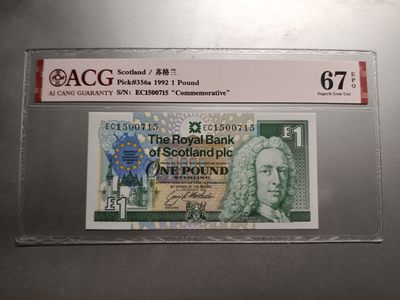 ACG
AI CANG GUARANTY
Scotland / 苏格兰
Pick#356a 1992 1 Pound
S/N: EC1500715 "Commemorative"
67 EPQ
Superb Gem Unc
EC1500715
EC1500715
£1
The Royal Bank
of Scotland plc
ONE POUND
STERLING
£1